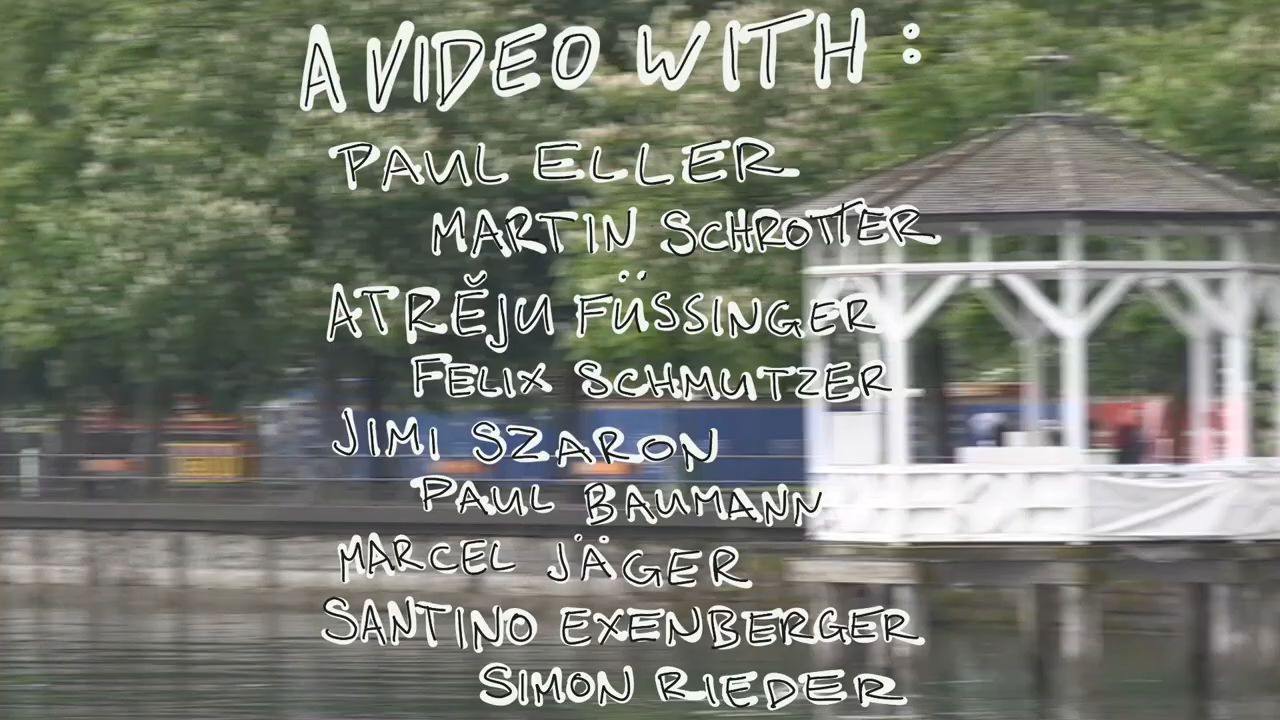 A VIDEO WITH:
PAUL ELLER
MARTIN SCHROTTER
ATRĔJU FÜSSINGER
FELIX SCHMUTZER
JIMI SZARON
PAUL BAUMANN
MARCEL JÄGER
SANTINO EXENBERGER
SIMON RIEDER